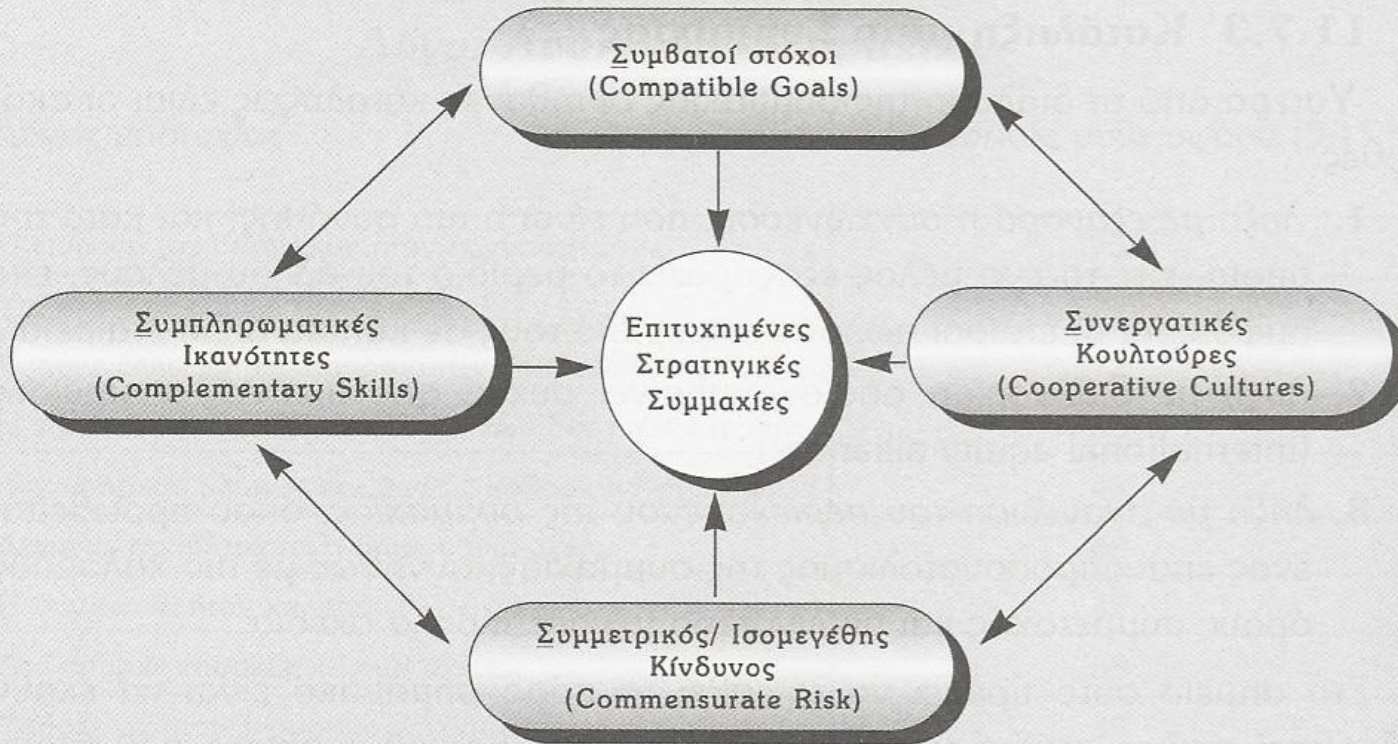 Συμβατοί στόχοι
(Compatible Goals)
Συμπληρωματικές
Ικανότητες
(Complementary Skills)
Επιτυχημένες
Στρατηγικές
Συμμαχίες
Συνεργατικές
Κουλτούρες
(Cooperative Cultures)
Συμμετρικός/ Ισομεγέθης
Κίνδυνος
(Commensurate Risk)